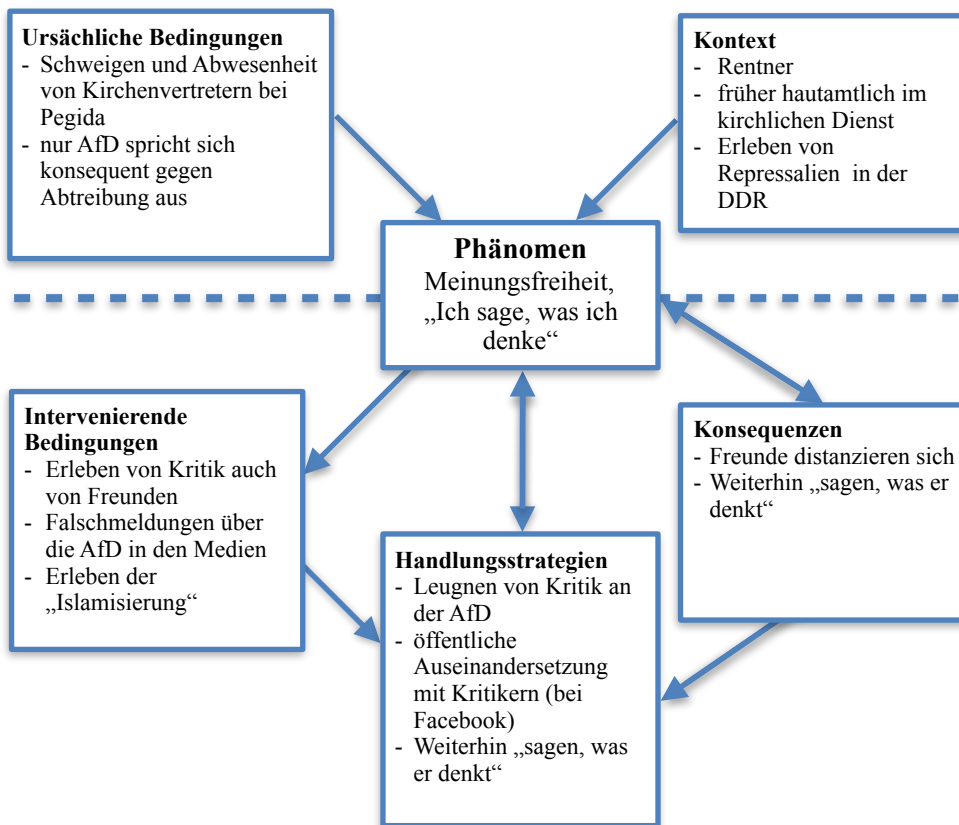 Ursächliche Bedingungen
- Schweigen und Abwesenheit
von Kirchenvertretern bei
Pegida
- nur AfD spricht sich
konsequent gegen
Abtreibung aus
Kontext
- Rentner
- früher hautamtlich im
kirchlichen Dienst
- Erleben von
Repressalien in der
DDR
Phänomen
Meinungsfreiheit,
„Ich sage, was ich
denke“
Intervenierende
Bedingungen
- Erleben von Kritik auch
von Freunden
- Falschmeldungen über
die AfD in den Medien
- Erleben der
„Islamisierung“
Konsequenzen
- Freunde distanzieren sich
- Weiterhin „sagen, was er
denkt“
Handlungsstrategien
- Leugnen von Kritik an
der AfD
- öffentliche
Auseinandersetzung
mit Kritikern (bei
Facebook)
- Weiterhin „sagen, was
er denkt“